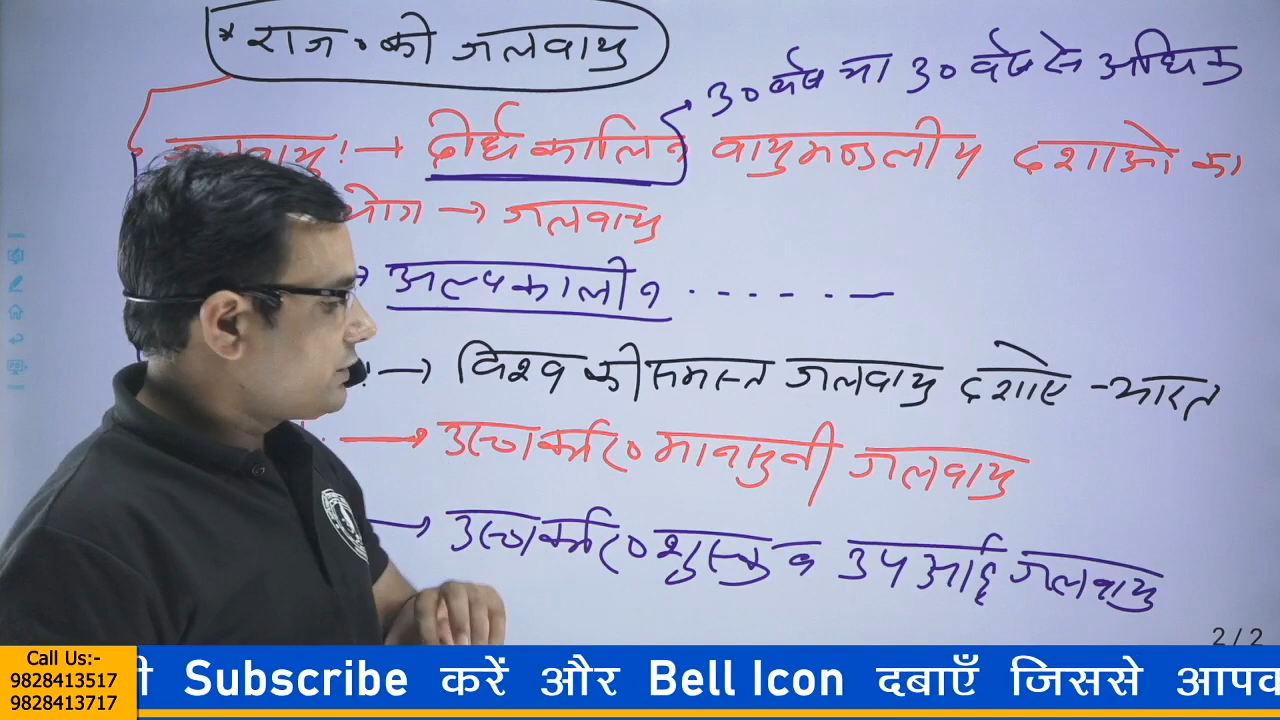 * राज॰ की जलवायु
30 वर्ष या 30 वर्ष से अधिक
जलवायु :→ दीर्घकालिन वायुमण्डलीय दशाओ का
योग → जलवायु
→ अल्पकालीन . - - - . —
:→ विश्व की समस्त जलवायु दशाए - भारत
→ उष्णकटि॰ मानसुनी जलवायु
→ उष्णकटि॰ शुस्क व उपआर्द्र जलवायु
2/2
Call Us:-
9828413517
9828413717
ी Subscribe करें और Bell Icon दबाएँ जिससे आपक